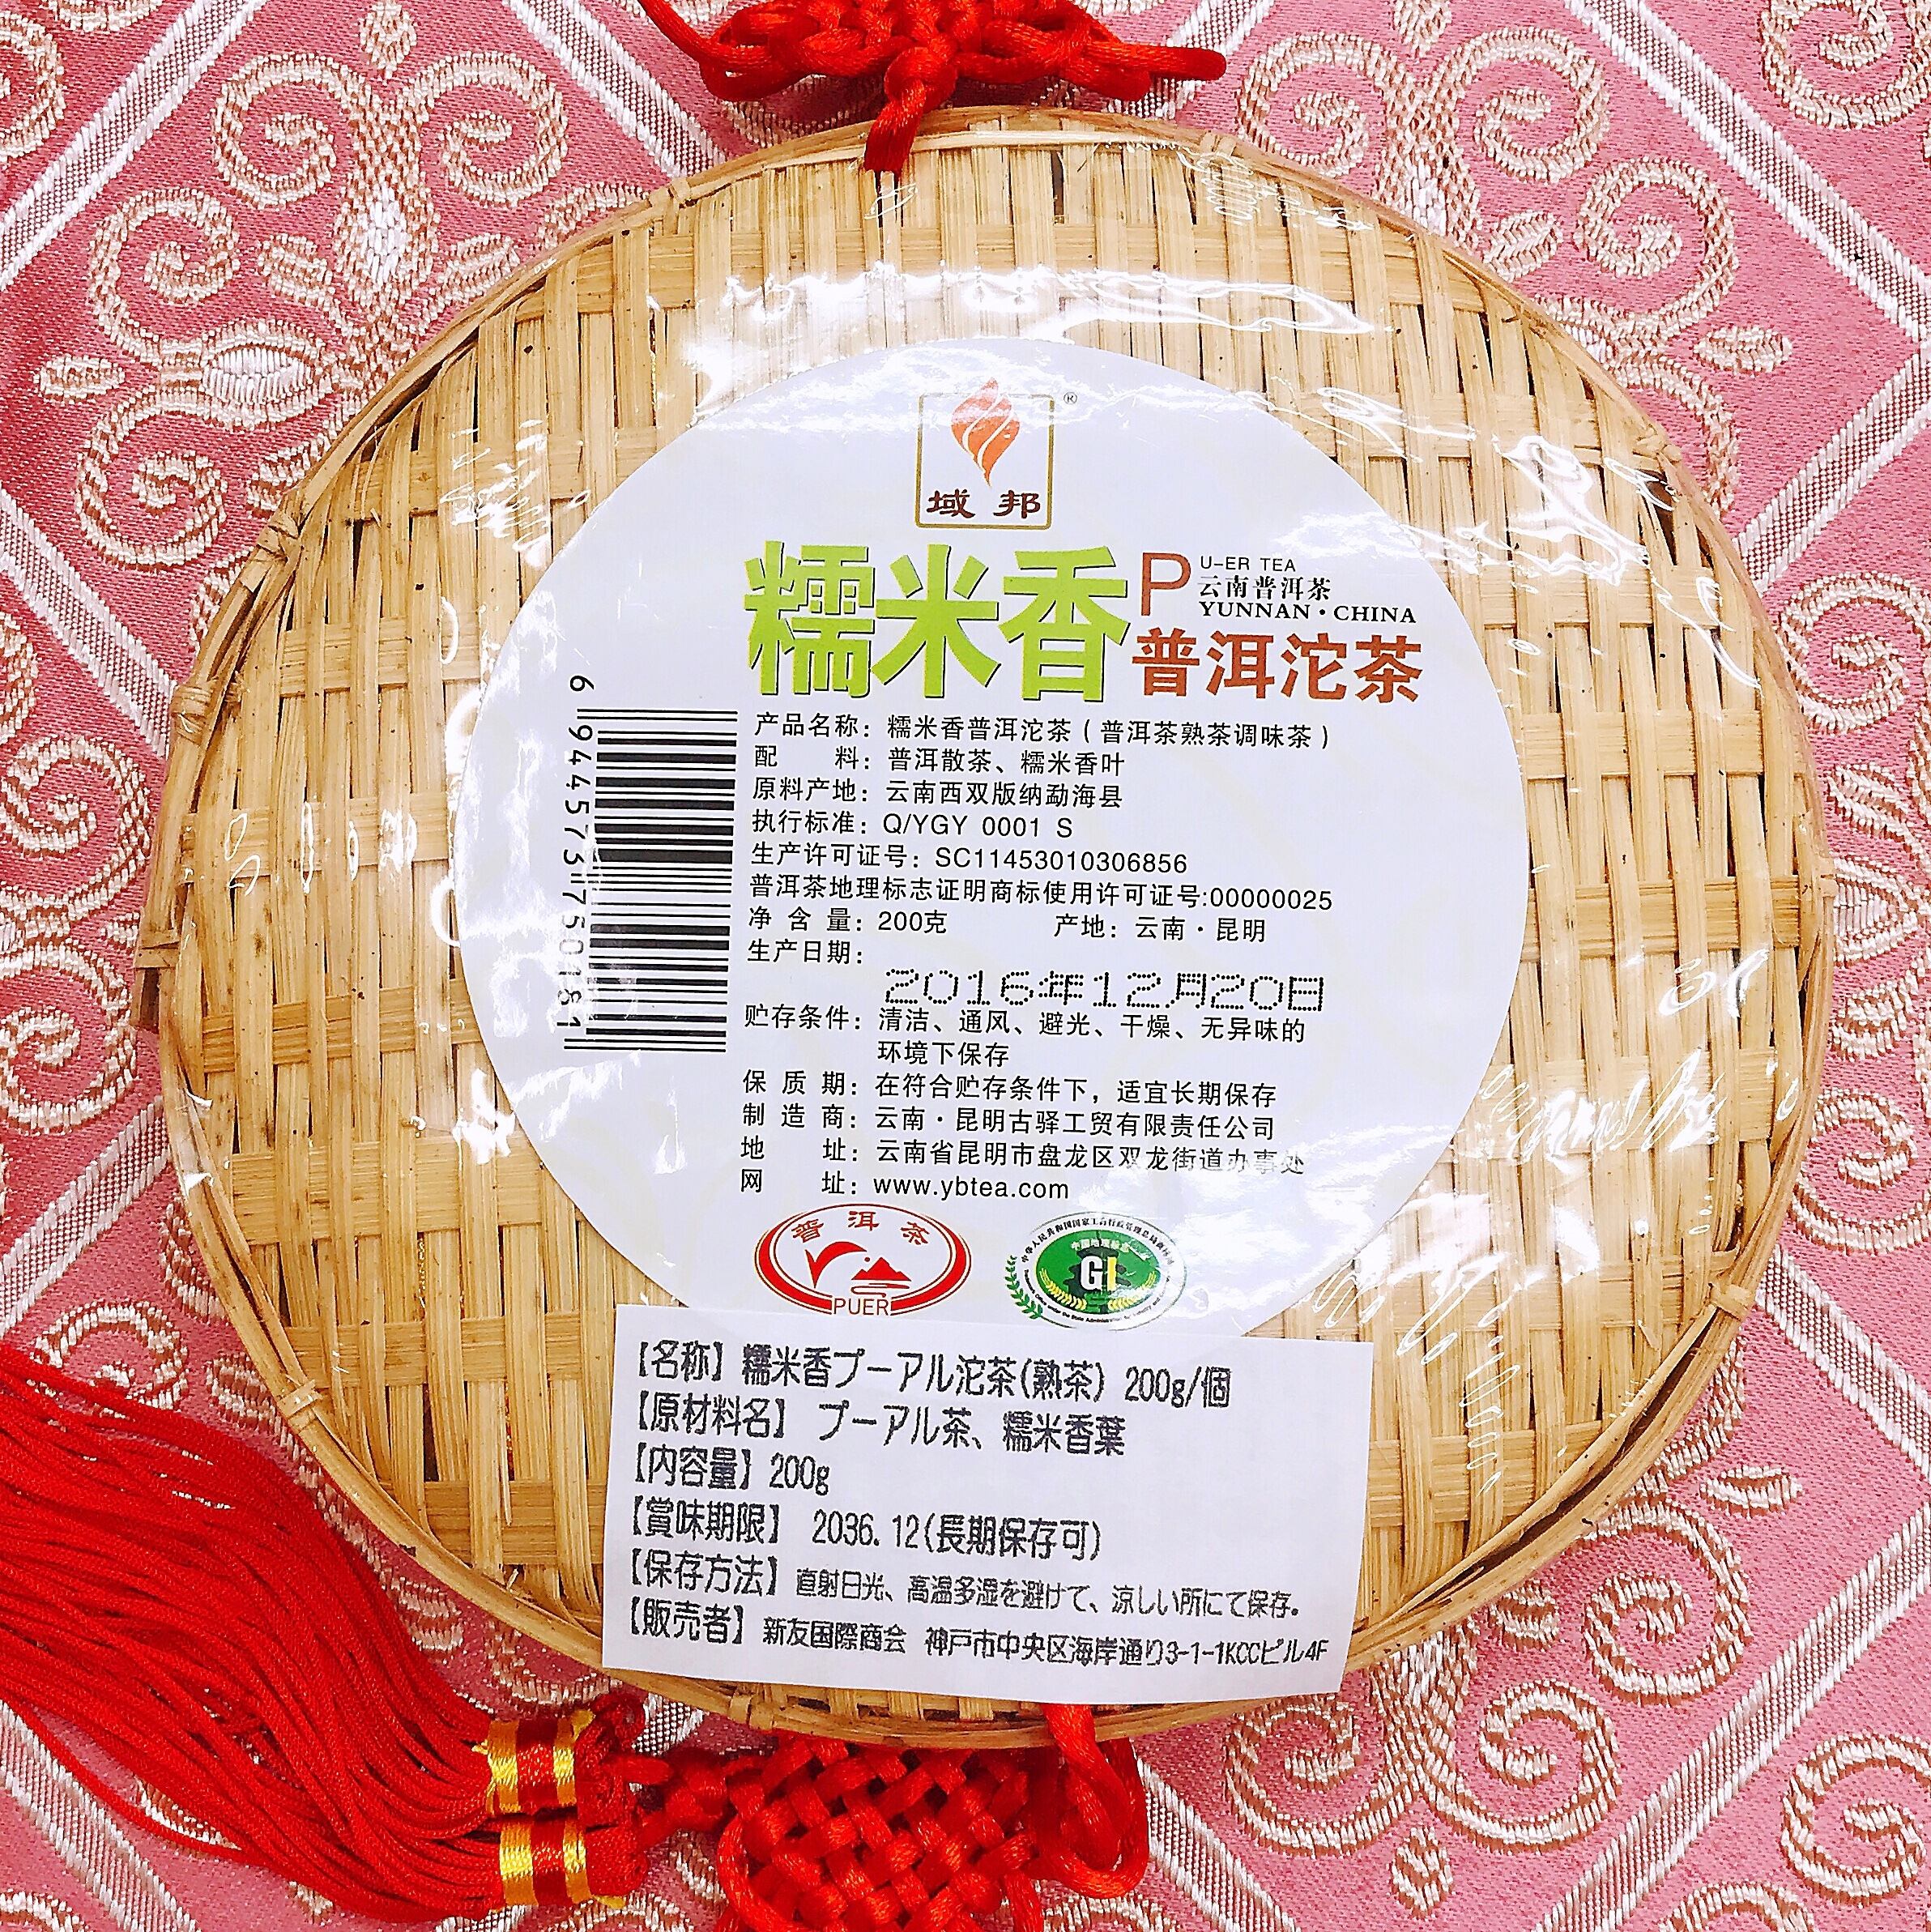 ®
域邦
糯米香
PU-ER TEA
云南普洱茶
YUNNAN·CHINA
普洱沱茶
6944573750181
产品名称：糯米香普洱沱茶（普洱茶熟茶调味茶）
配料：普洱散茶、糯米香叶
原料产地：云南西双版纳勐海县
执行标准：Q/YGY 0001 S
生产许可证号：SC11453010306856
普洱茶地理标志证明商标使用许可证号:00000025
净含量：200克 产地：云南·昆明
生产日期：
2016年12月20日
贮存条件：清洁、通风、避光、干燥、无异味的
环境下保存
保质期：在符合贮存条件下，适宜长期保存
制造商：云南·昆明古驿工贸有限责任公司
地址：云南省昆明市盘龙区双龙街道办事处
网址：www.ybtea.com
普洱茶
PUER
GI
【名称】糯米香プーアル沱茶(熟茶) 200g/個
【原材料名】 プーアル茶、糯米香葉
【内容量】200g
【賞味期限】 2036.12(長期保存可)
【保存方法】直射日光、高温多湿を避けて、涼しい所にて保存。
【販売者】新友国際商会 神戸市中央区海岸通り3-1-1KCCビル4F